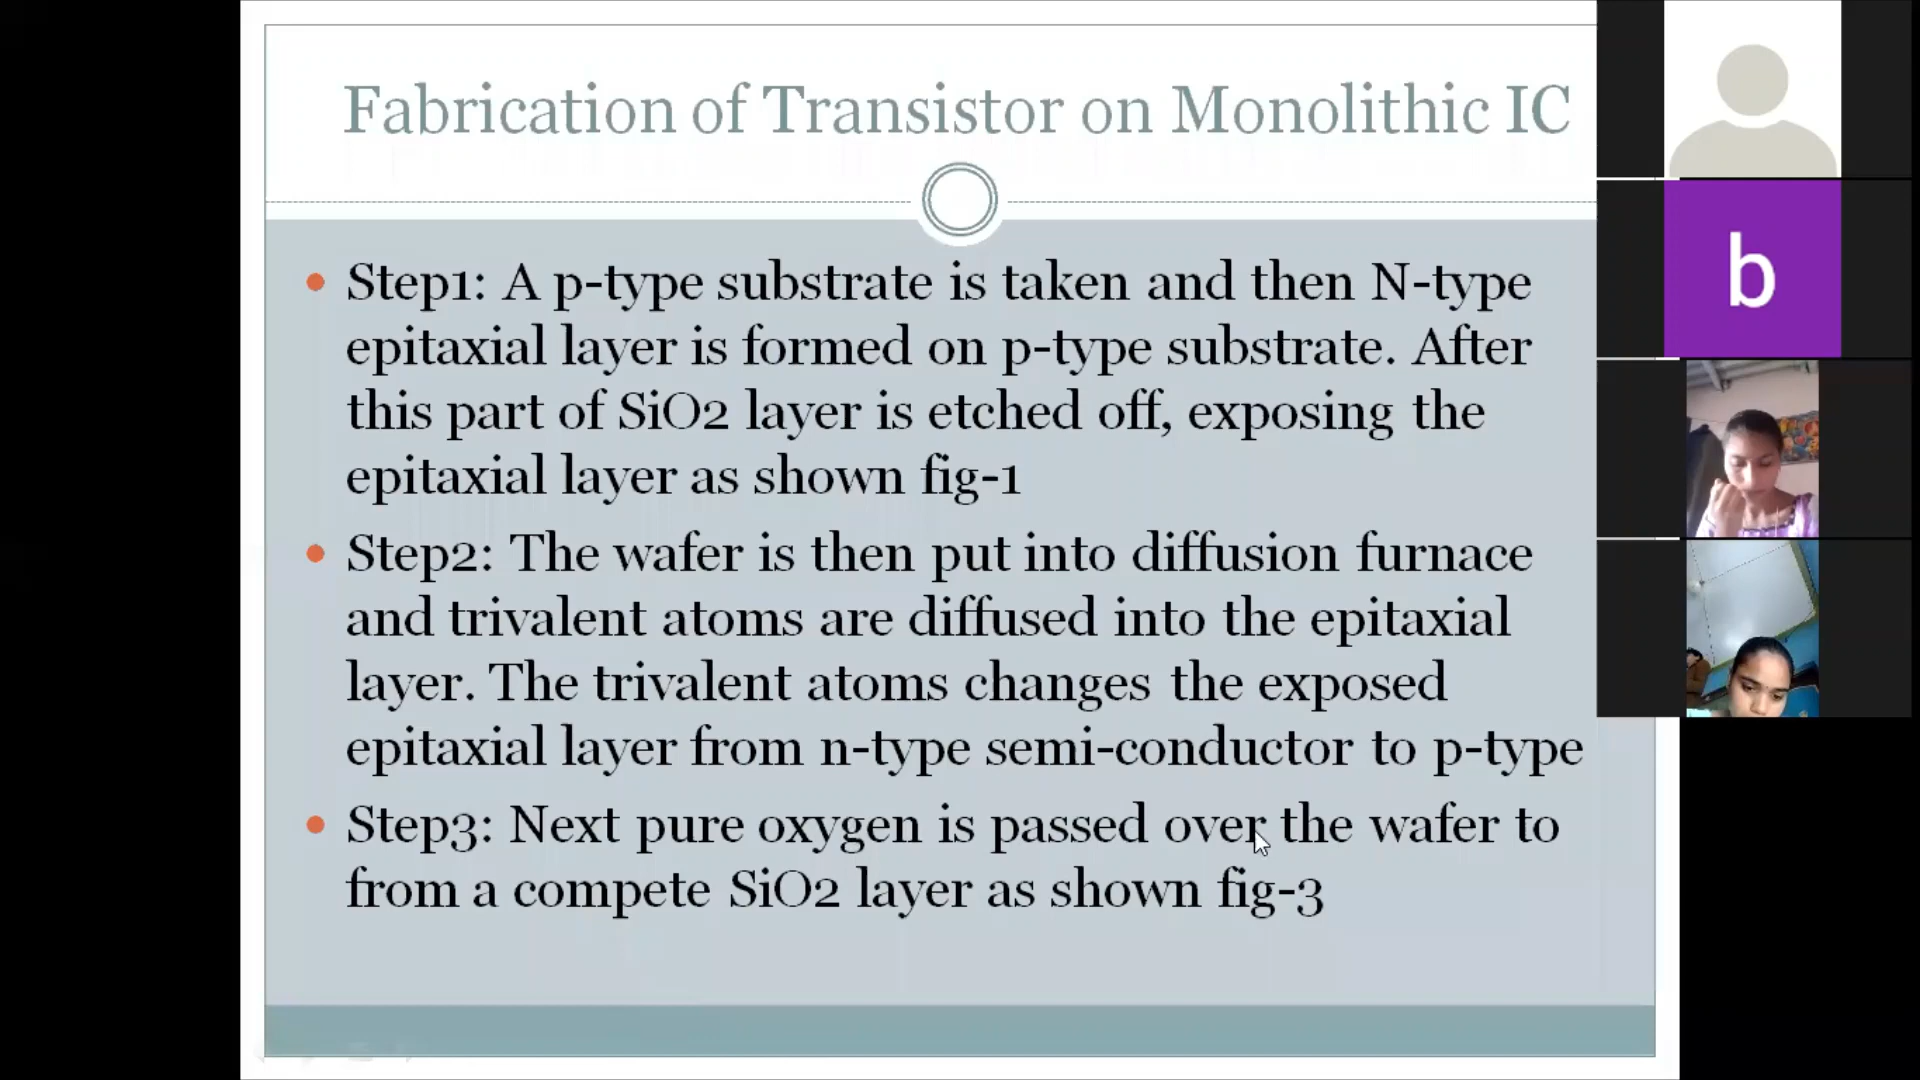 Fabrication of Transistor on Monolithic IC
b
Step1: A p-type substrate is taken and then N-type
epitaxial layer is formed on p-type substrate. After
this part of SiO2 layer is etched off, exposing the
epitaxial layer as shown fig-1
Step2: The wafer is then put into diffusion furnace
and trivalent atoms are diffused into the epitaxial
layer. The trivalent atoms changes the exposed
epitaxial layer from n-type semi-conductor to p-type
Step3: Next pure oxygen is passed over the wafer to
from a compete SiO2 layer as shown fig-3